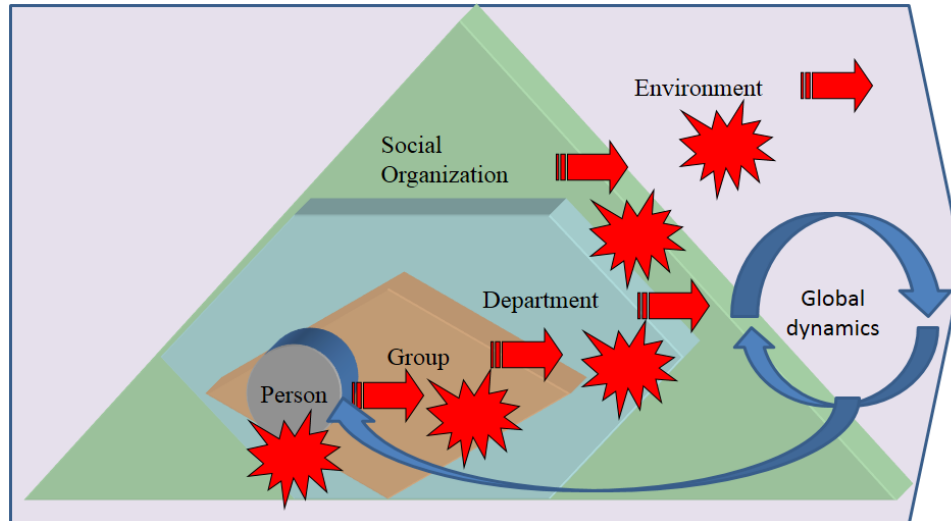 Environment
Social
Organization
Department
Global
dynamics
Group
Person